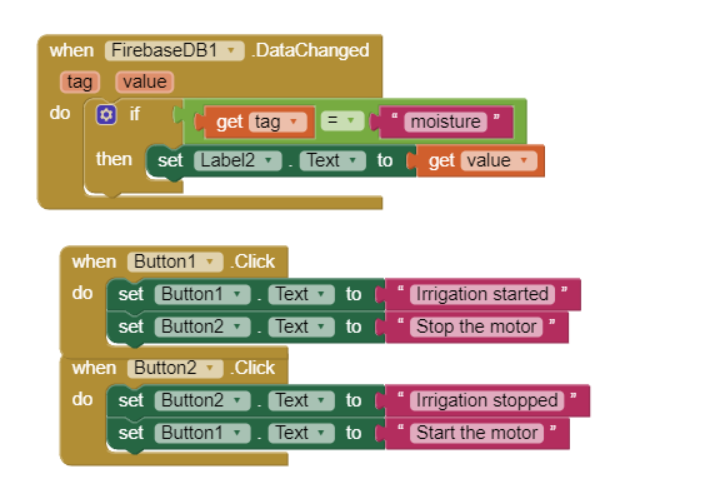 when FirebaseDB1 .DataChanged
tag value
do if get tag = " moisture "
then set Label2 . Text to get value
when Button1 .Click
do set Button1 . Text to " Irrigation started "
set Button2 . Text to " Stop the motor "
when Button2 .Click
do set Button2 . Text to " Irrigation stopped "
set Button1 . Text to " Start the motor "